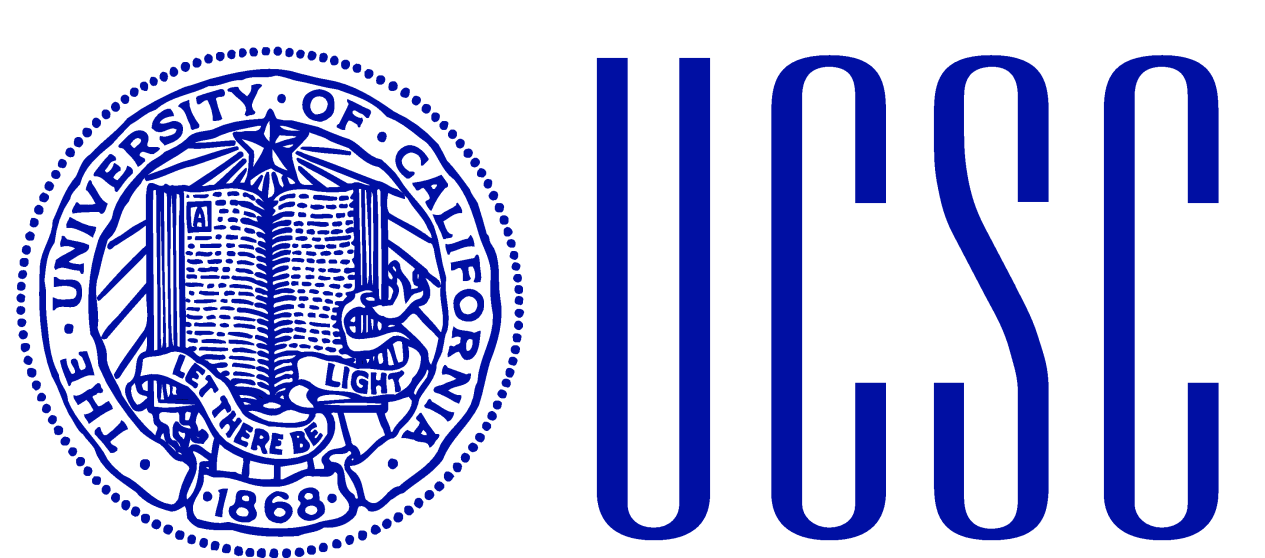 THE · UNIVERSITY · OF · CALIFORNIA ·
A
LET THERE BE
LIGHT
·1868·
UCSC